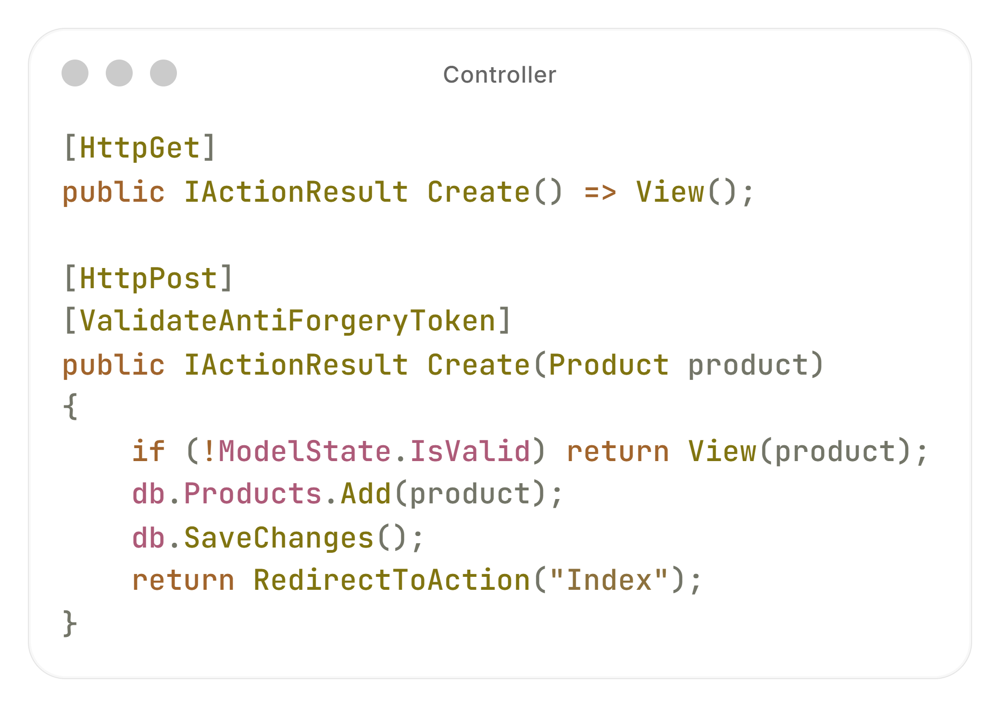 Controller
[HttpGet]
public IActionResult Create() => View();

[HttpPost]
[ValidateAntiForgeryToken]
public IActionResult Create(Product product)
{
    if (!ModelState.IsValid) return View(product);
    db.Products.Add(product);
    db.SaveChanges();
    return RedirectToAction("Index");
}